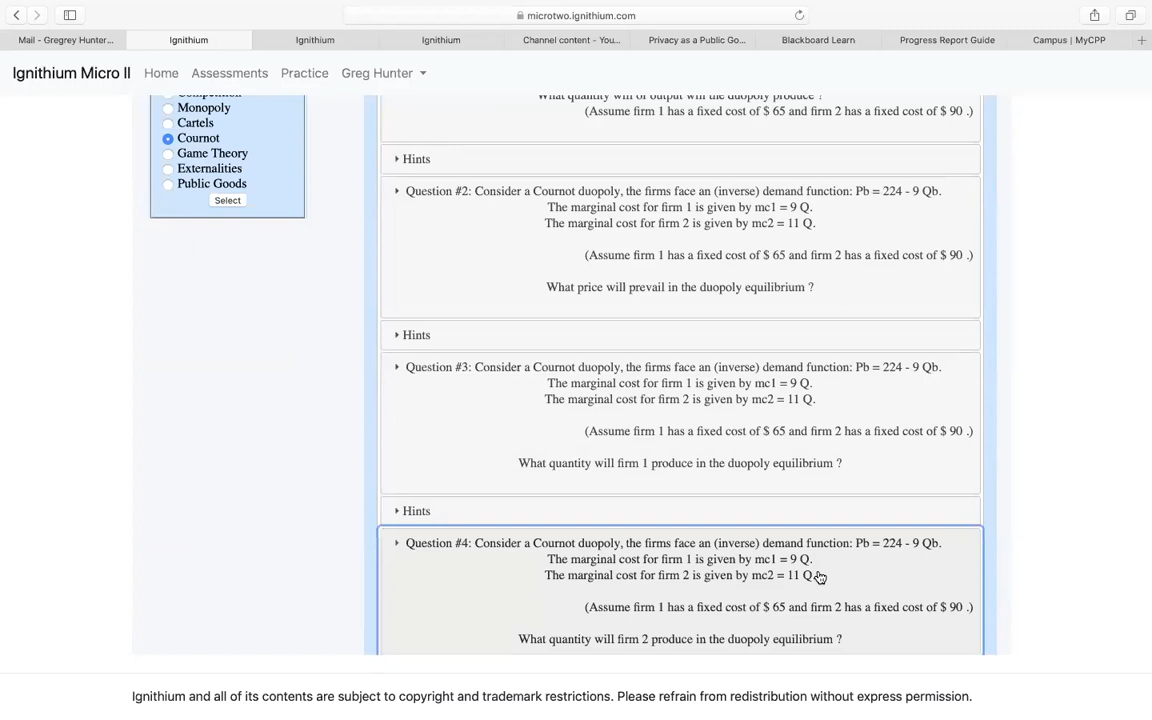 microtwo.ignithium.com
Mail - Gregrey Hunter... Ignithium Ignithium Ignithium Channel content - You... Privacy as a Public Go... Blackboard Learn Progress Report Guide Campus | MyCPP
Ignithium Micro II Home Assessments Practice Greg Hunter
Monopoly
Cartels
Cournot
Game Theory
Externalities
Public Goods
Select
What quantity will of output will the duopoly produce ?
(Assume firm 1 has a fixed cost of $ 65 and firm 2 has a fixed cost of $ 90 .)
Hints
Question #2: Consider a Cournot duopoly, the firms face an (inverse) demand function: Pb = 224 - 9 Qb.
The marginal cost for firm 1 is given by mc1 = 9 Q.
The marginal cost for firm 2 is given by mc2 = 11 Q.
(Assume firm 1 has a fixed cost of $ 65 and firm 2 has a fixed cost of $ 90 .)
What price will prevail in the duopoly equilibrium ?
Hints
Question #3: Consider a Cournot duopoly, the firms face an (inverse) demand function: Pb = 224 - 9 Qb.
The marginal cost for firm 1 is given by mc1 = 9 Q.
The marginal cost for firm 2 is given by mc2 = 11 Q.
(Assume firm 1 has a fixed cost of $ 65 and firm 2 has a fixed cost of $ 90 .)
What quantity will firm 1 produce in the duopoly equilibrium ?
Hints
Question #4: Consider a Cournot duopoly, the firms face an (inverse) demand function: Pb = 224 - 9 Qb.
The marginal cost for firm 1 is given by mc1 = 9 Q.
The marginal cost for firm 2 is given by mc2 = 11 Q.
(Assume firm 1 has a fixed cost of $ 65 and firm 2 has a fixed cost of $ 90 .)
What quantity will firm 2 produce in the duopoly equilibrium ?
Ignithium and all of its contents are subject to copyright and trademark restrictions. Please refrain from redistribution without express permission.